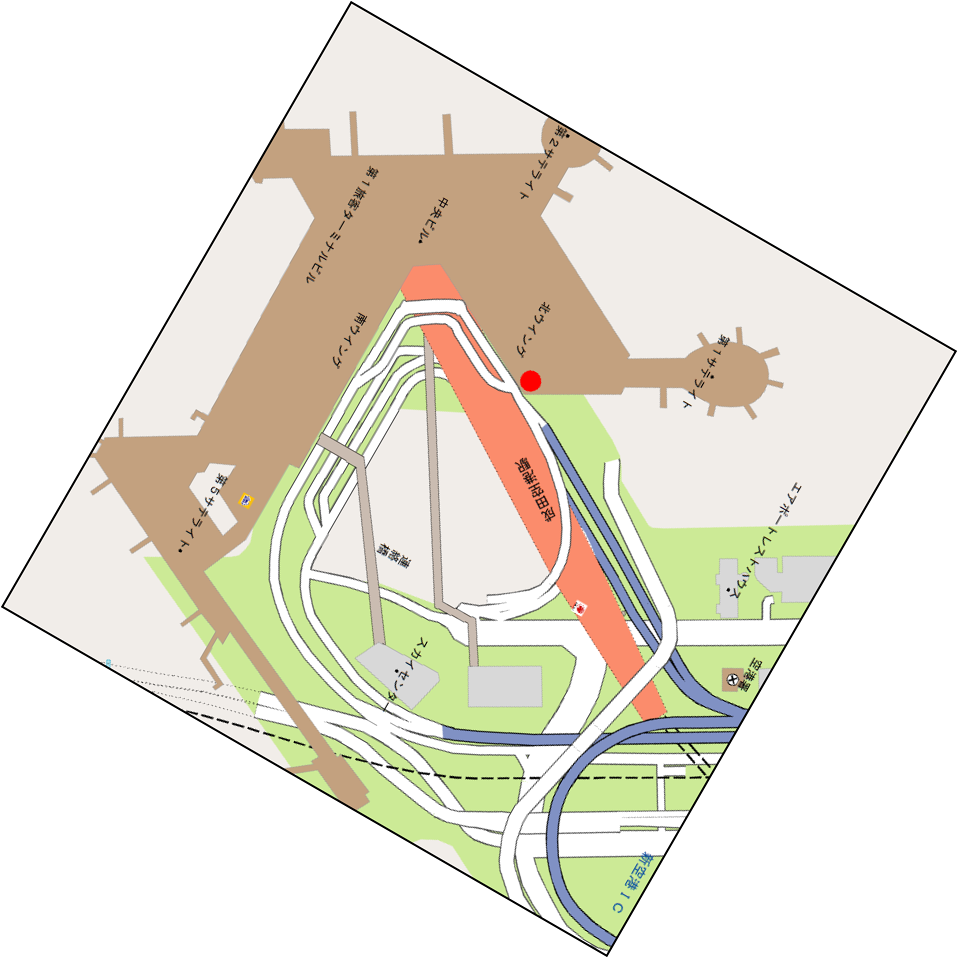 第2サテライト
第1旅客ターミナルビル
中央ビル
北ウイング
南ウイング
第1サテライト
成田空港駅
第5サテライト
エアポートレストハウス
連絡橋
スカイセンター
空港署
新空港IC